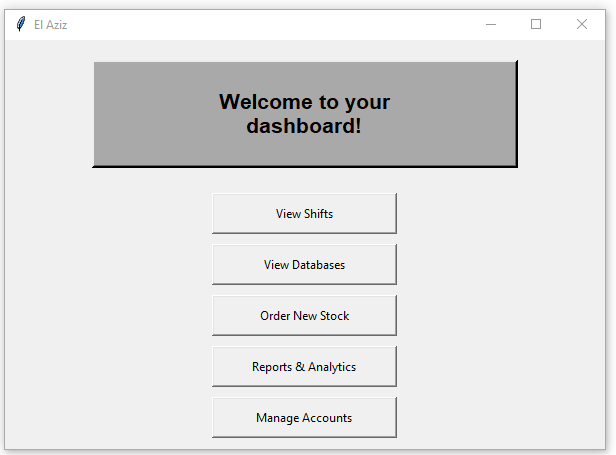 El Aziz
Welcome to your
dashboard!
View Shifts
View Databases
Order New Stock
Reports & Analytics
Manage Accounts